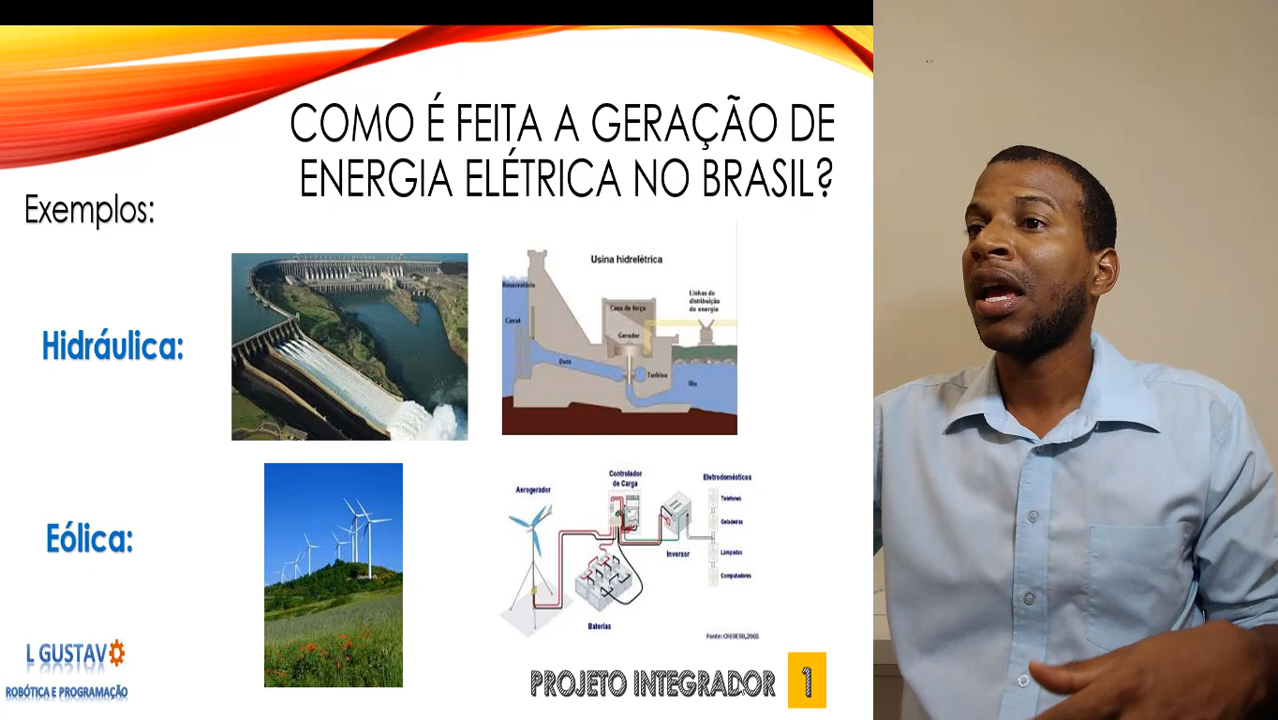 COMO É FEITA A GERAÇÃO DE
ENERGIA ELÉTRICA NO BRASIL?
Exemplos:
Hidráulica:
Usina hidrelétrica
Reservatório
Canal
Casa de força
Gerador
Linhas de
distribuição
de energia
Duto
Turbina
Rio
Eólica:
Aerogerador
Controlador
de Carga
Eletrodomésticos
Telefones
Geladeiras
Lâmpadas
Computadores
Inversor
Baterias
Fonte: CRESESB,2005
L GUSTAVO
ROBÓTICA E PROGRAMAÇÃO
PROJETO INTEGRADOR 1